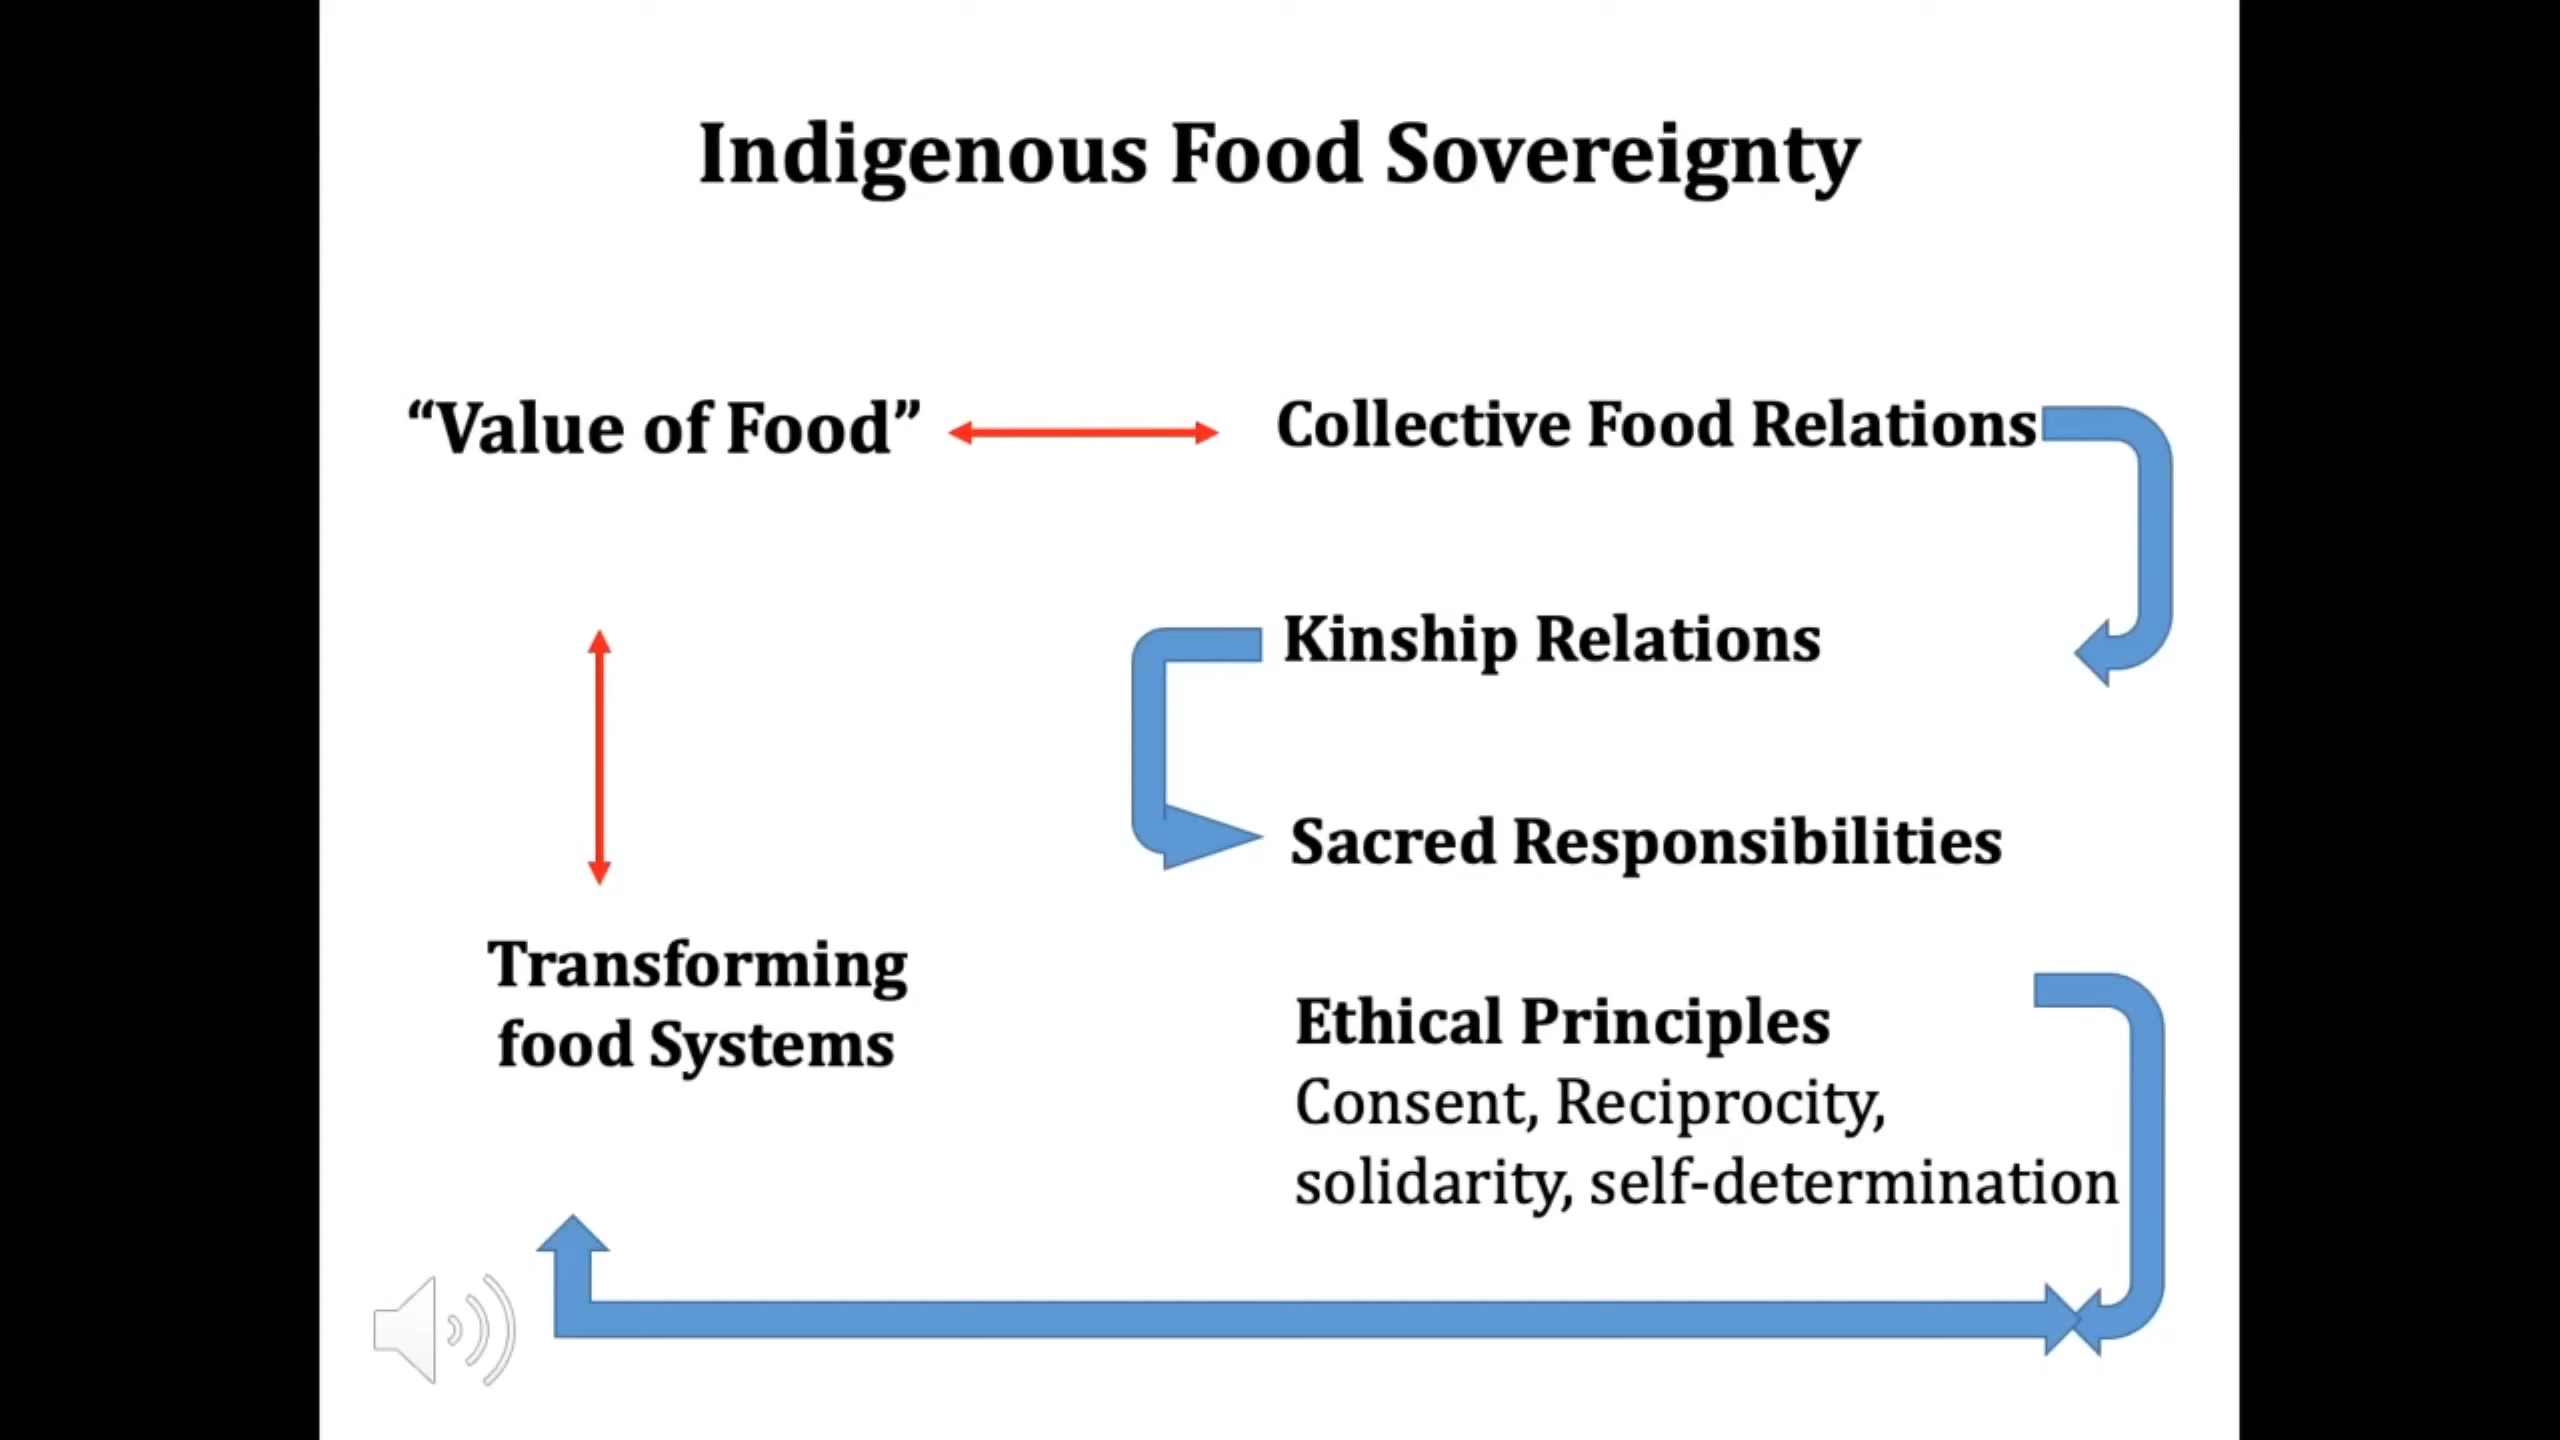 Indigenous Food Sovereignty
“Value of Food”
Collective Food Relations
Kinship Relations
Sacred Responsibilities
Transforming
food Systems
Ethical Principles
Consent, Reciprocity,
solidarity, self-determination